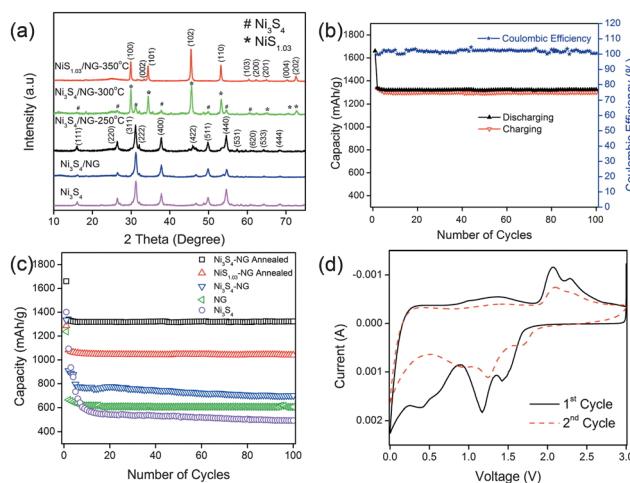 (a)
# Ni3S4
* NiS1.03
NiS1.03/NG-350°C
(100)
(002)
(101)
(102)
(110)
(103)
(200)
(201)
(004)
(202)
Ni3S4/NG-300°C
Ni3S4/NG-250°C
(111)
(220)
(311)
(222)
(400)
(422)
(511)
(440)
(531)
(620)
(533)
(444)
Ni3S4/NG
Ni3S4
Intensity (a.u)
10 20 30 40 50 60 70
2 Theta (Degree)
(b)
Coulombic Efficiency
Discharging
Charging
Capacity (mAh/g)
1800
1600
1400
1200
1000
800
600
400
Coulombic Efficiency (%)
120
110
100
90
80
70
60
50
40
30
20
10
0
0 20 40 60 80 100
Number of Cycles
(c)
Ni3S4-NG Annealed
NiS1.03-NG Annealed
Ni3S4-NG
NG
Ni3S4
Capacity (mAh/g)
1800
1600
1400
1200
1000
800
600
400
0 20 40 60 80 100
Number of Cycles
(d)
1st Cycle
2nd Cycle
Current (A)
-0.001
0.000
0.001
0.002
0.0 0.5 1.0 1.5 2.0 2.5 3.0
Voltage (V)